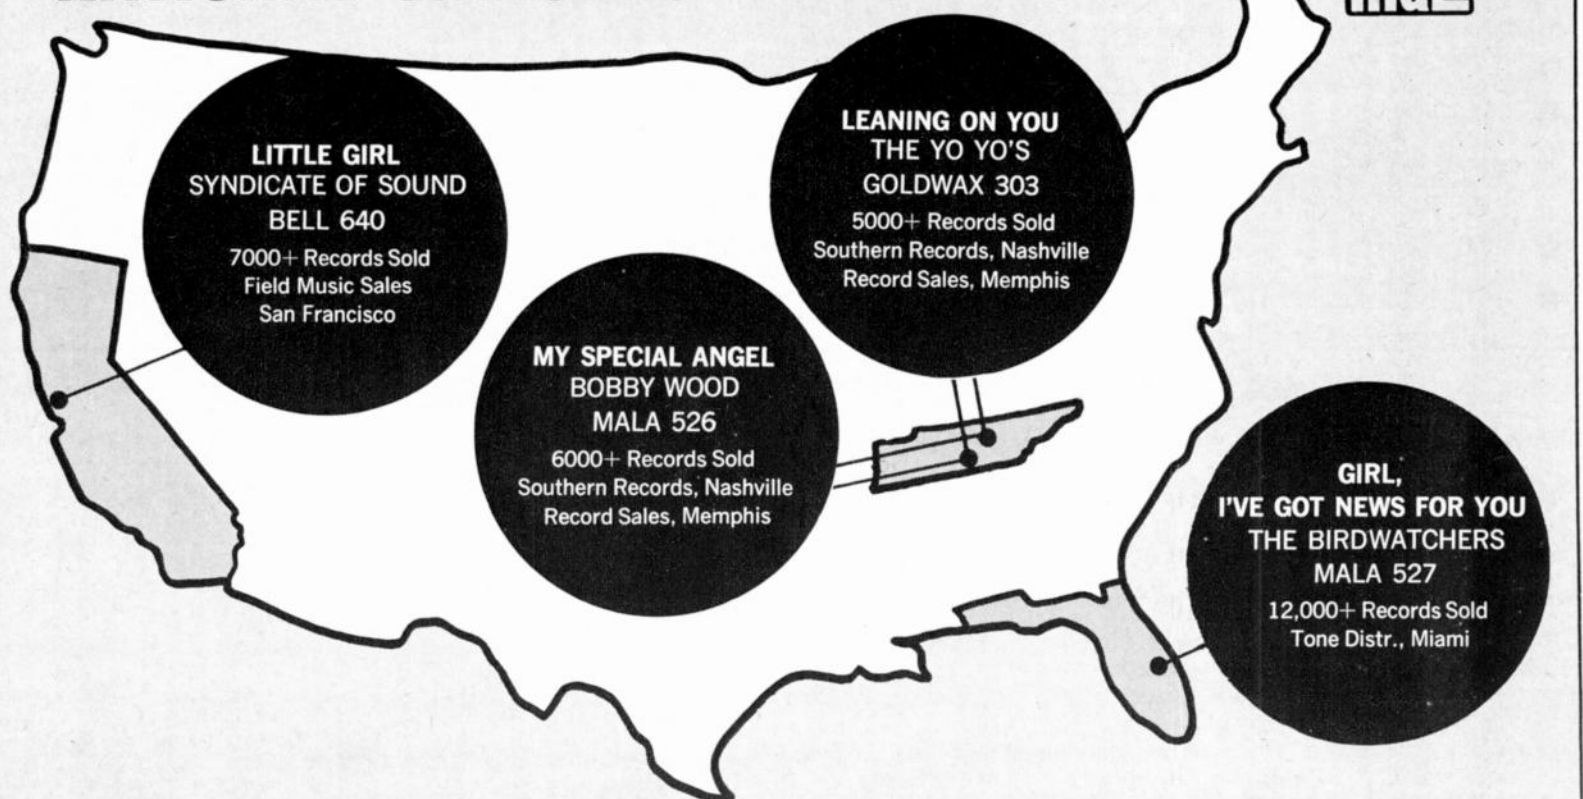 LITTLE GIRL
SYNDICATE OF SOUND
BELL 640
7000+ Records Sold
Field Music Sales
San Francisco
LEANING ON YOU
THE YO YO'S
GOLDWAX 303
5000+ Records Sold
Southern Records, Nashville
Record Sales, Memphis
MY SPECIAL ANGEL
BOBBY WOOD
MALA 526
6000+ Records Sold
Southern Records, Nashville
Record Sales, Memphis
GIRL,
I'VE GOT NEWS FOR YOU
THE BIRDWATCHERS
MALA 527
12,000+ Records Sold
Tone Distr., Miami